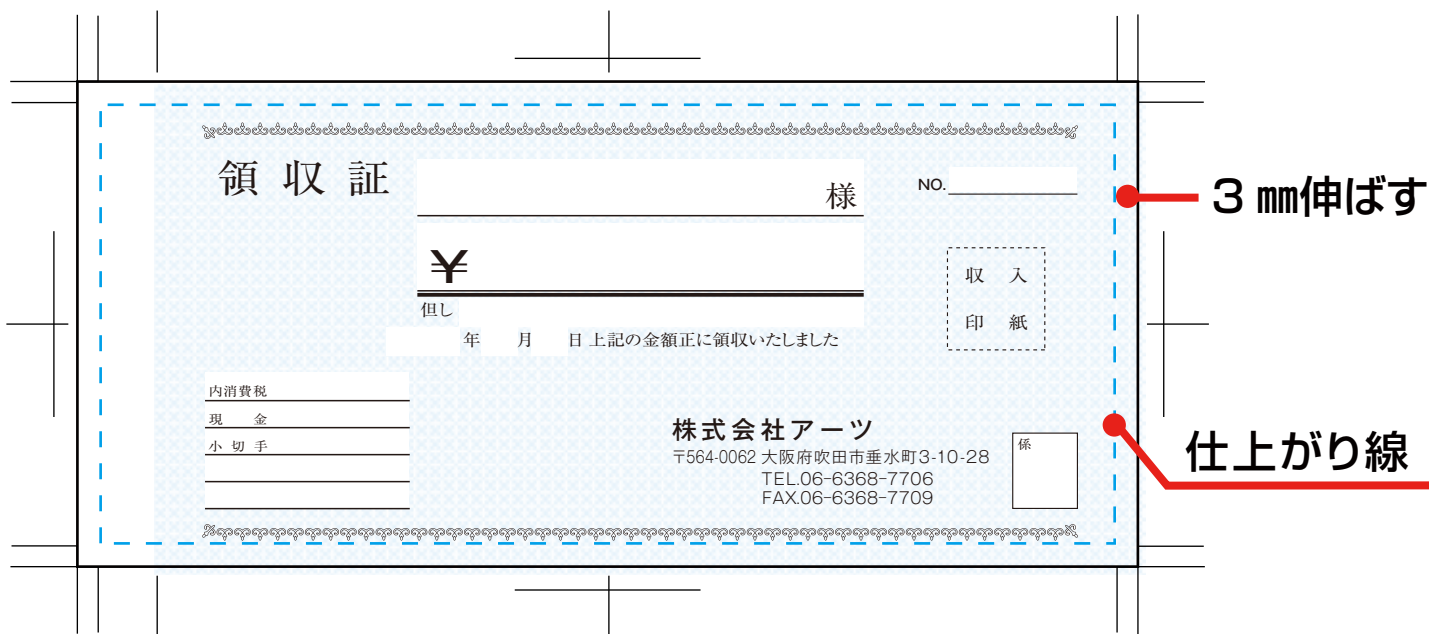 領収証
様
NO.
3㎜伸ばす
¥
収入
印紙
但し
年 月 日 上記の金額正に領収いたしました
内消費税
現 金
小切手
株式会社アーツ
〒564-0062 大阪府吹田市垂水町3-10-28
TEL.06-6368-7706
FAX.06-6368-7709
係
仕上がり線